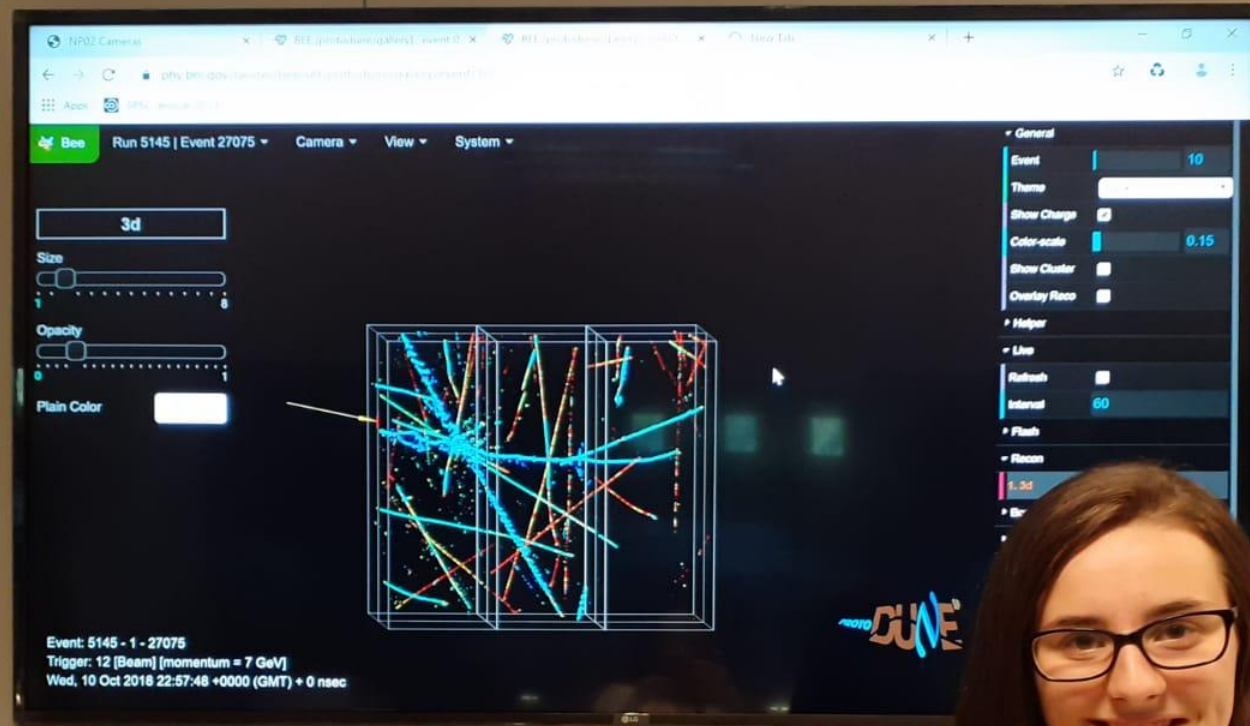 NP02 Cameras
New Tab
Apps
Bee
Run 5145 | Event 27075
Camera
View
System
3d
Size
1
8
Opacity
0
1
Plain Color
General
Event
10
Theme
Show Charge
Color-scale
0.15
Show Cluster
Overlay Reco
Helper
Live
Refresh
Interval
60
Flash
Recon
1. 3d
PROTO
DUNE
Event: 5145 - 1 - 27075
Trigger: 12 [Beam] [momentum = 7 GeV]
Wed, 10 Oct 2018 22:57:48 +0000 (GMT) + 0 nsec
LG